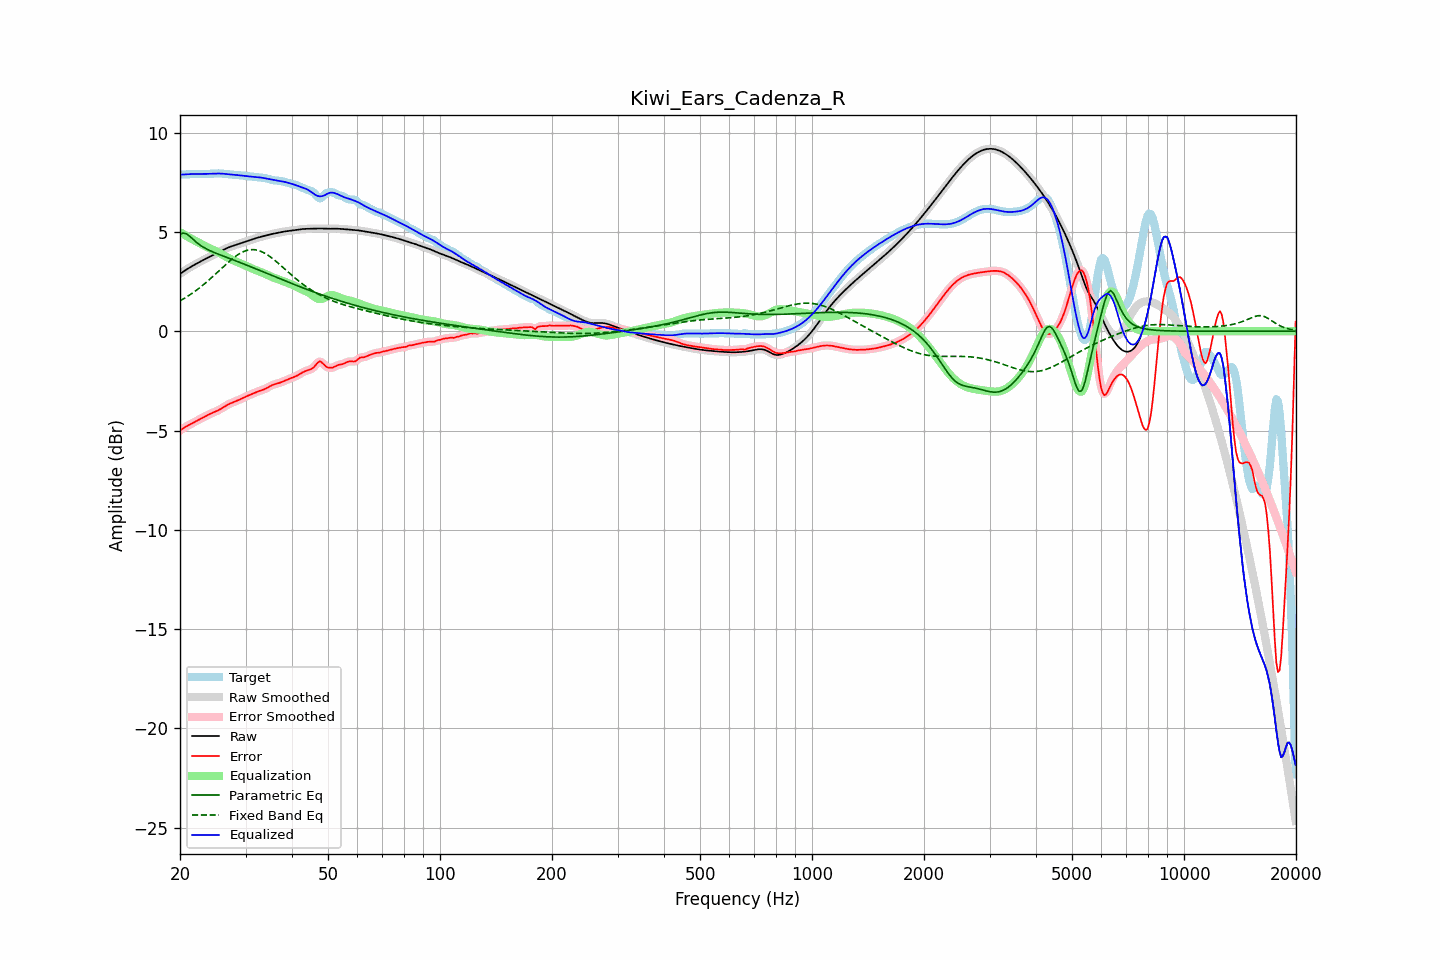 Kiwi_Ears_Cadenza_R
10
5
0
−5
−10
−15
−20
−25
Amplitude (dBr)
Target
Raw Smoothed
Error Smoothed
Raw
Error
Equalization
Parametric Eq
Fixed Band Eq
Equalized
20 50 100 200 500 1000 2000 5000 10000 20000
Frequency (Hz)